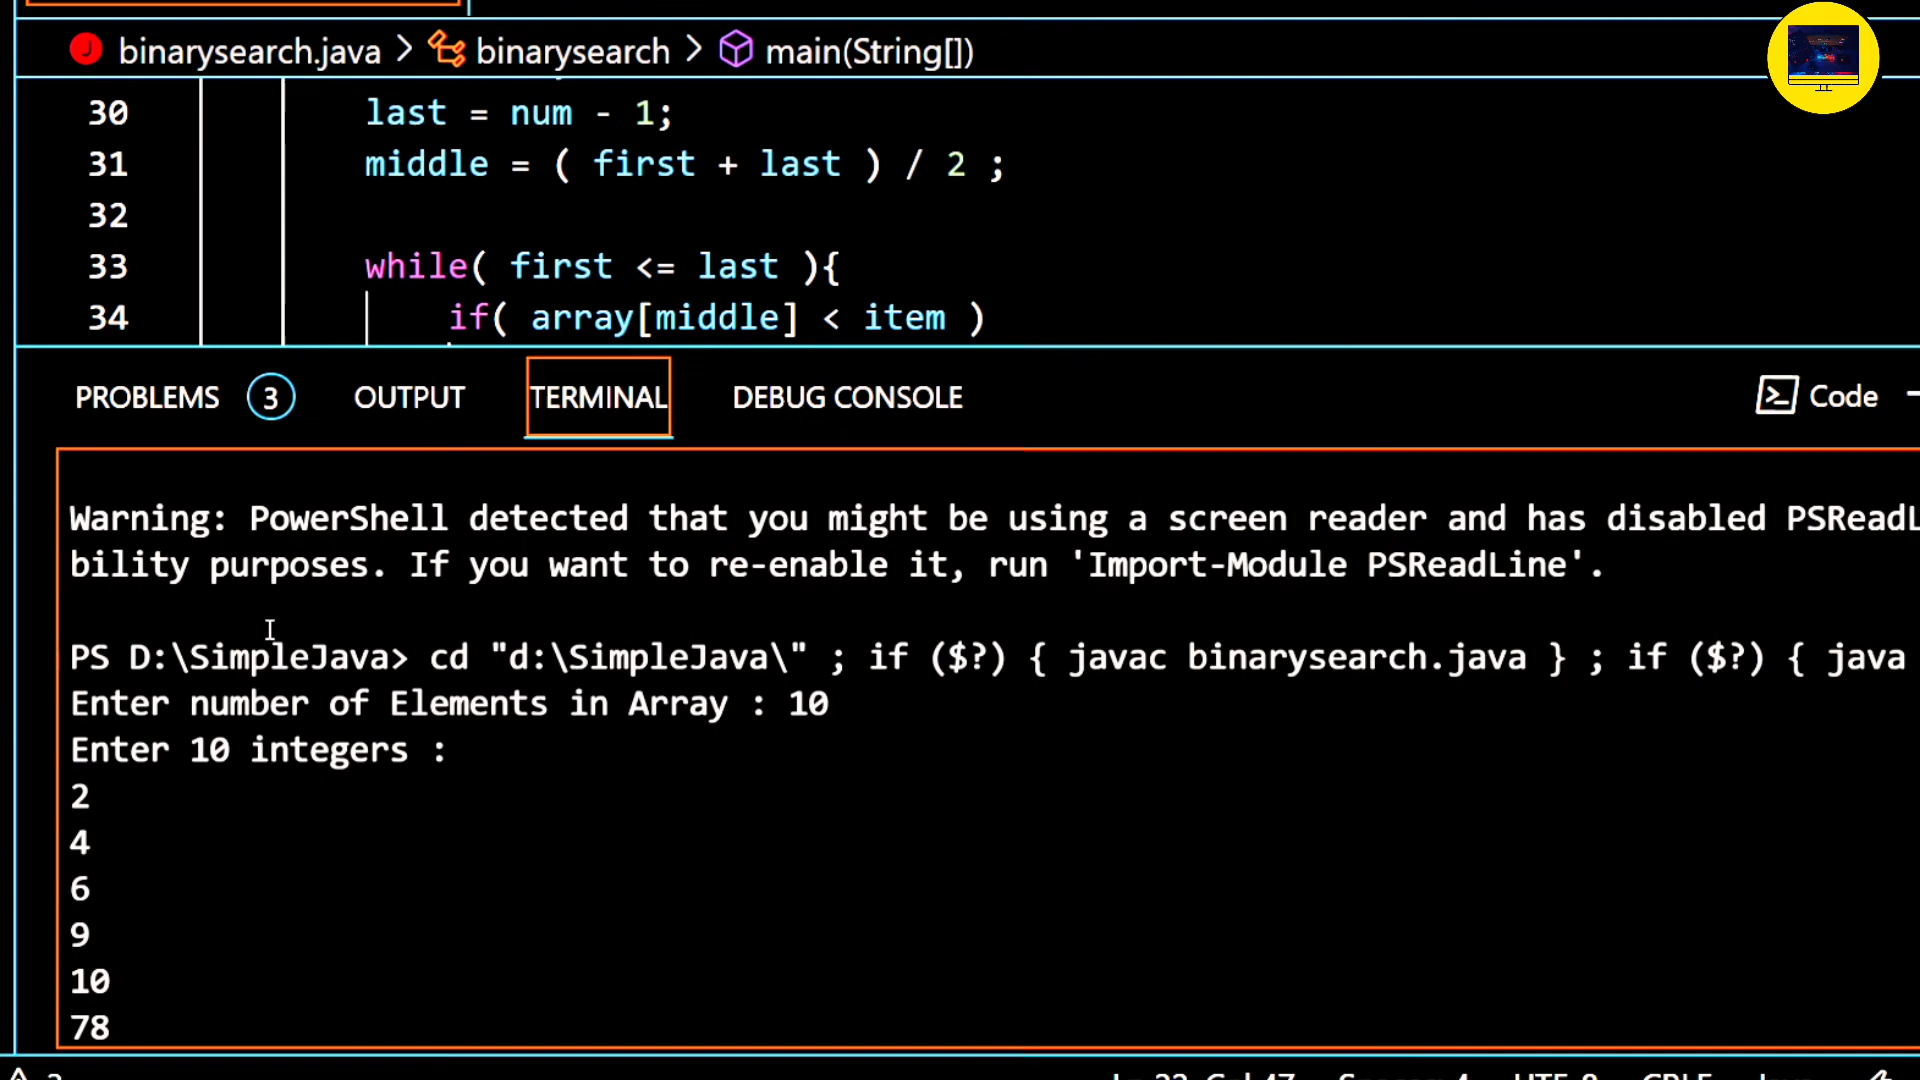 binarysearch.java > binarysearch > main(String[])
30 last = num - 1;
31 middle = ( first + last ) / 2 ;
32
33 while( first <= last ){
34 if( array[middle] < item )
PROBLEMS 3 OUTPUT TERMINAL DEBUG CONSOLE Code
Warning: PowerShell detected that you might be using a screen reader and has disabled PSReadL
bility purposes. If you want to re-enable it, run 'Import-Module PSReadLine'.
PS D:\SimpleJava> cd "d:\SimpleJava\" ; if ($?) { javac binarysearch.java } ; if ($?) { java
Enter number of Elements in Array : 10
Enter 10 integers :
2
4
6
9
10
78